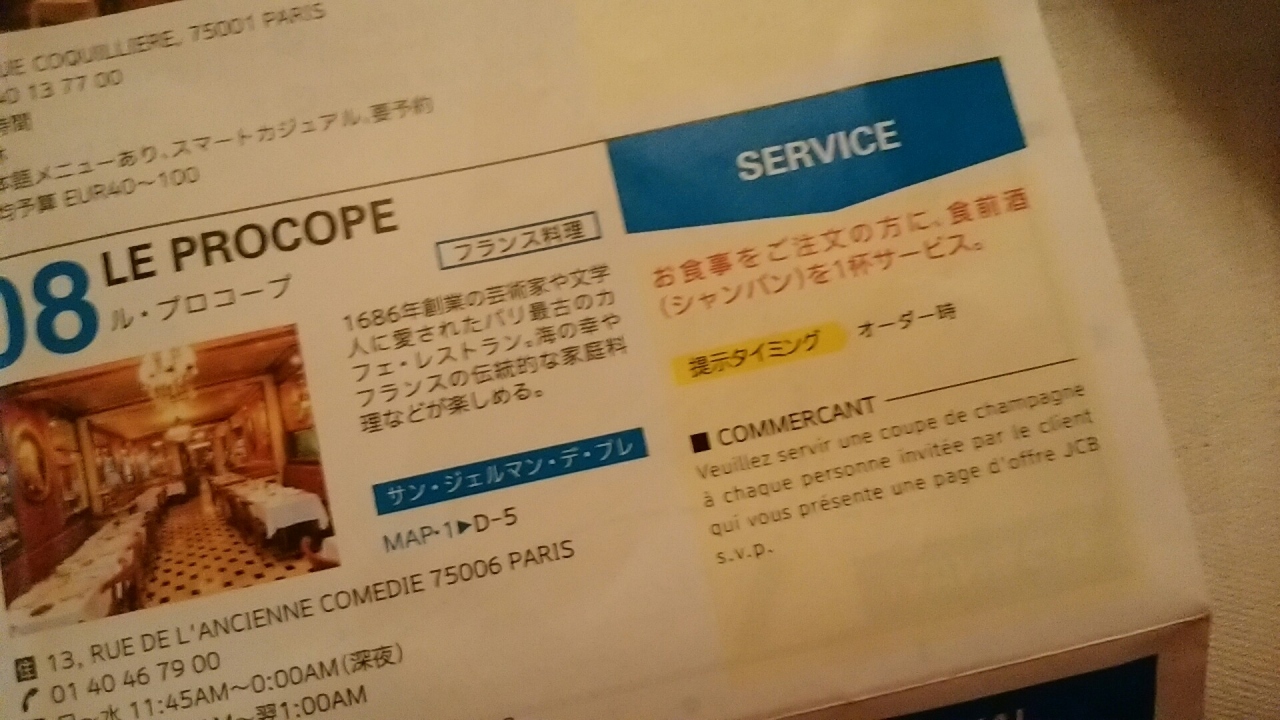 UE COQUILLIERE, 75001 PARIS
40 13 77 00
時間
休
本語メニューあり、スマートカジュアル、要予約
均予算 EUR40〜100
08 LE PROCOPE
ル・プロコープ
フランス料理
1686年創業の芸術家や文学
人に愛されたパリ最古のカ
フェ・レストラン。海の幸や
フランスの伝統的な家庭料
理などが楽しめる。
サン・ジェルマン・デ・プレ
MAP・1▶D-5
住 13, RUE DE L'ANCIENNE COMEDIE 75006 PARIS
01 40 46 79 00
日〜水 11:45AM〜0:00AM(深夜)
〜翌1:00AM
SERVICE
お食事をご注文の方に、食前酒
(シャンパン)を1杯サービス。
提示タイミング オーダー時
■ COMMERCANT
Veuillez servir une coupe de champagne
à chaque personne invitée par le client
qui vous présente une page d'offre JCB
s.v.p.